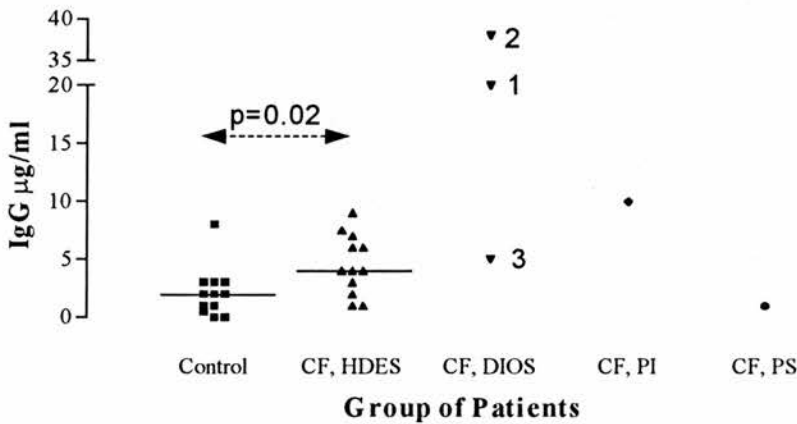 40
35
20
15
10
5
0
IgG µg/ml
p=0.02
2
1
3
Control
CF, HDES
CF, DIOS
CF, PI
CF, PS
Group of Patients